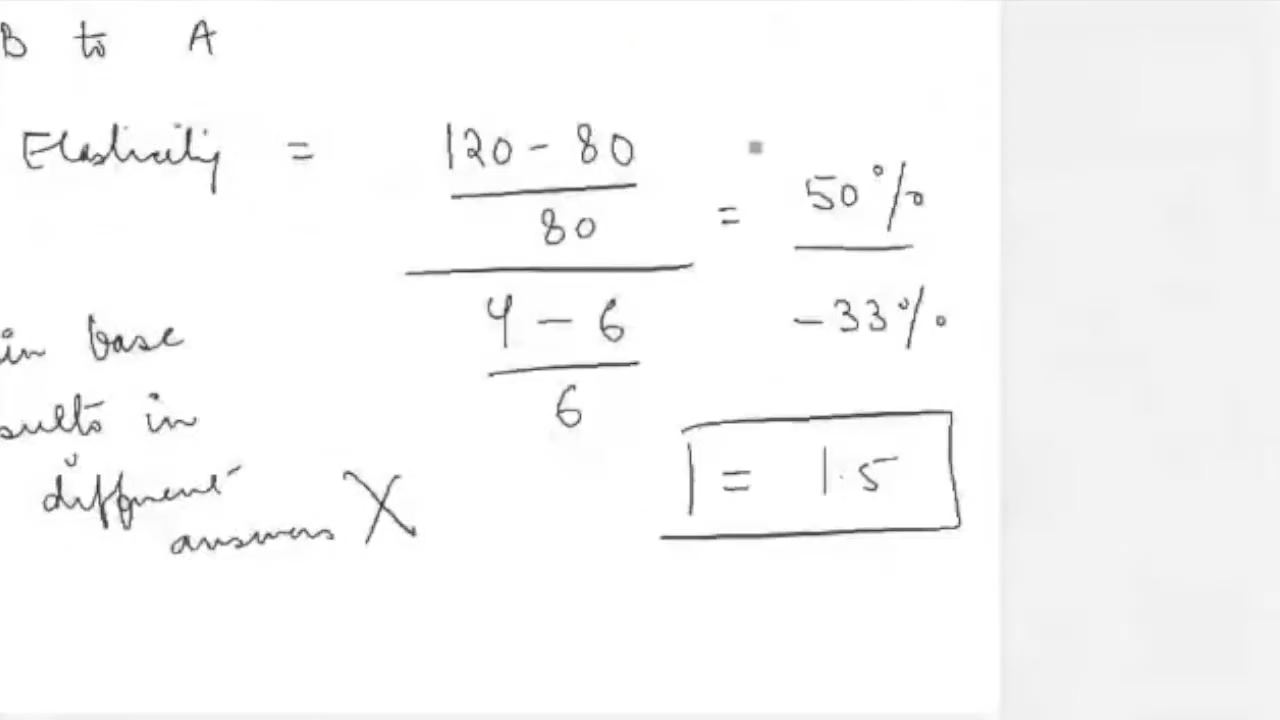 B to A
Elasticity = 120 - 80 / 80 / 4 - 6 / 6 = 50% / -33%
in base
sults in
different
answers X
= 1.5